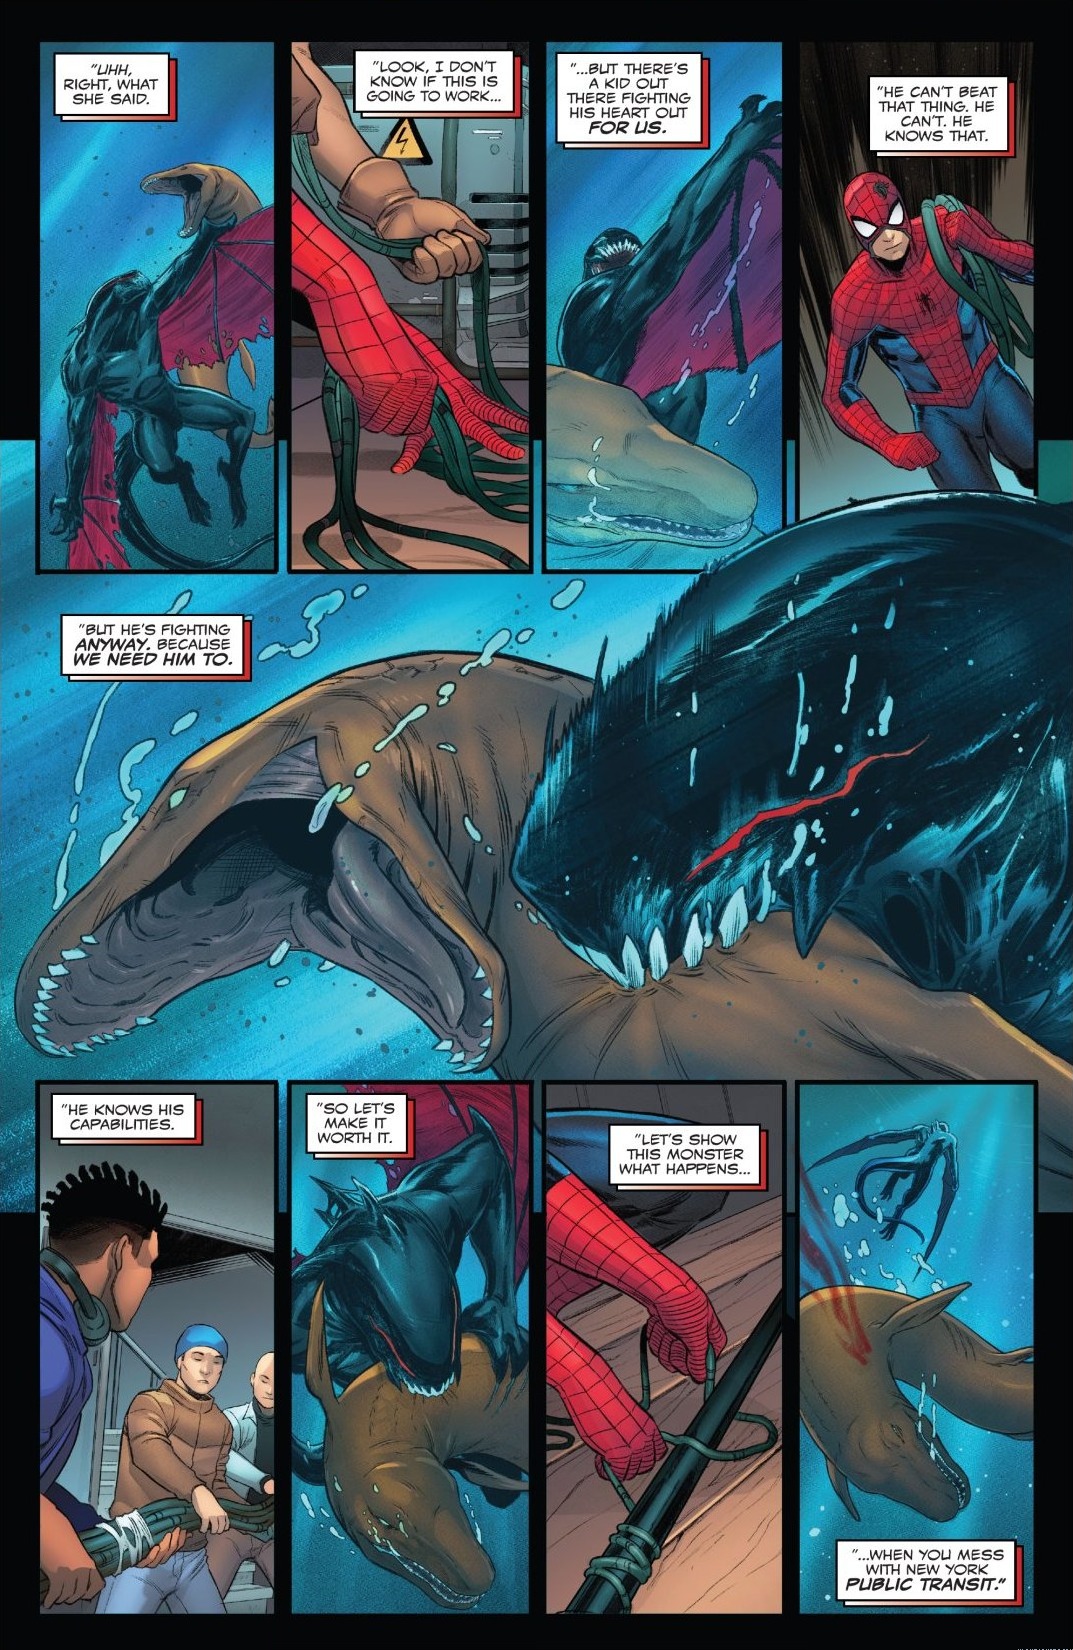 "UHH,
RIGHT, WHAT
SHE SAID.
"LOOK, I DON'T
KNOW IF THIS IS
GOING TO WORK...
"...BUT THERE'S
A KID OUT
THERE FIGHTING
HIS HEART OUT
FOR US.
"HE CAN'T BEAT
THAT THING. HE
CAN'T. HE
KNOWS THAT.
"BUT HE'S FIGHTING
ANYWAY. BECAUSE
WE NEED HIM TO.
"HE KNOWS HIS
CAPABILITIES.
"SO LET'S
MAKE IT
WORTH IT.
"LET'S SHOW
THIS MONSTER
WHAT HAPPENS...
"...WHEN YOU MESS
WITH NEW YORK
PUBLIC TRANSIT."